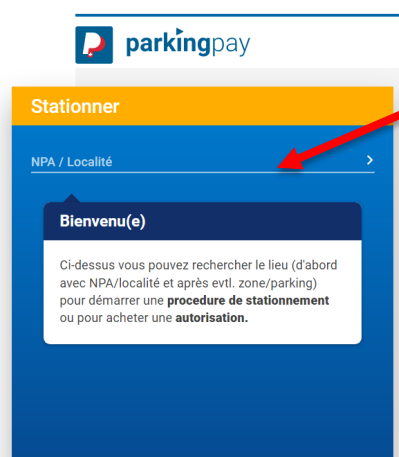 parkingpay
Stationner
NPA / Localité
Bienvenu(e)
Ci-dessus vous pouvez rechercher le lieu (d'abord
avec NPA/localité et après evtl. zone/parking)
pour démarrer une procedure de stationnement
ou pour acheter une autorisation.